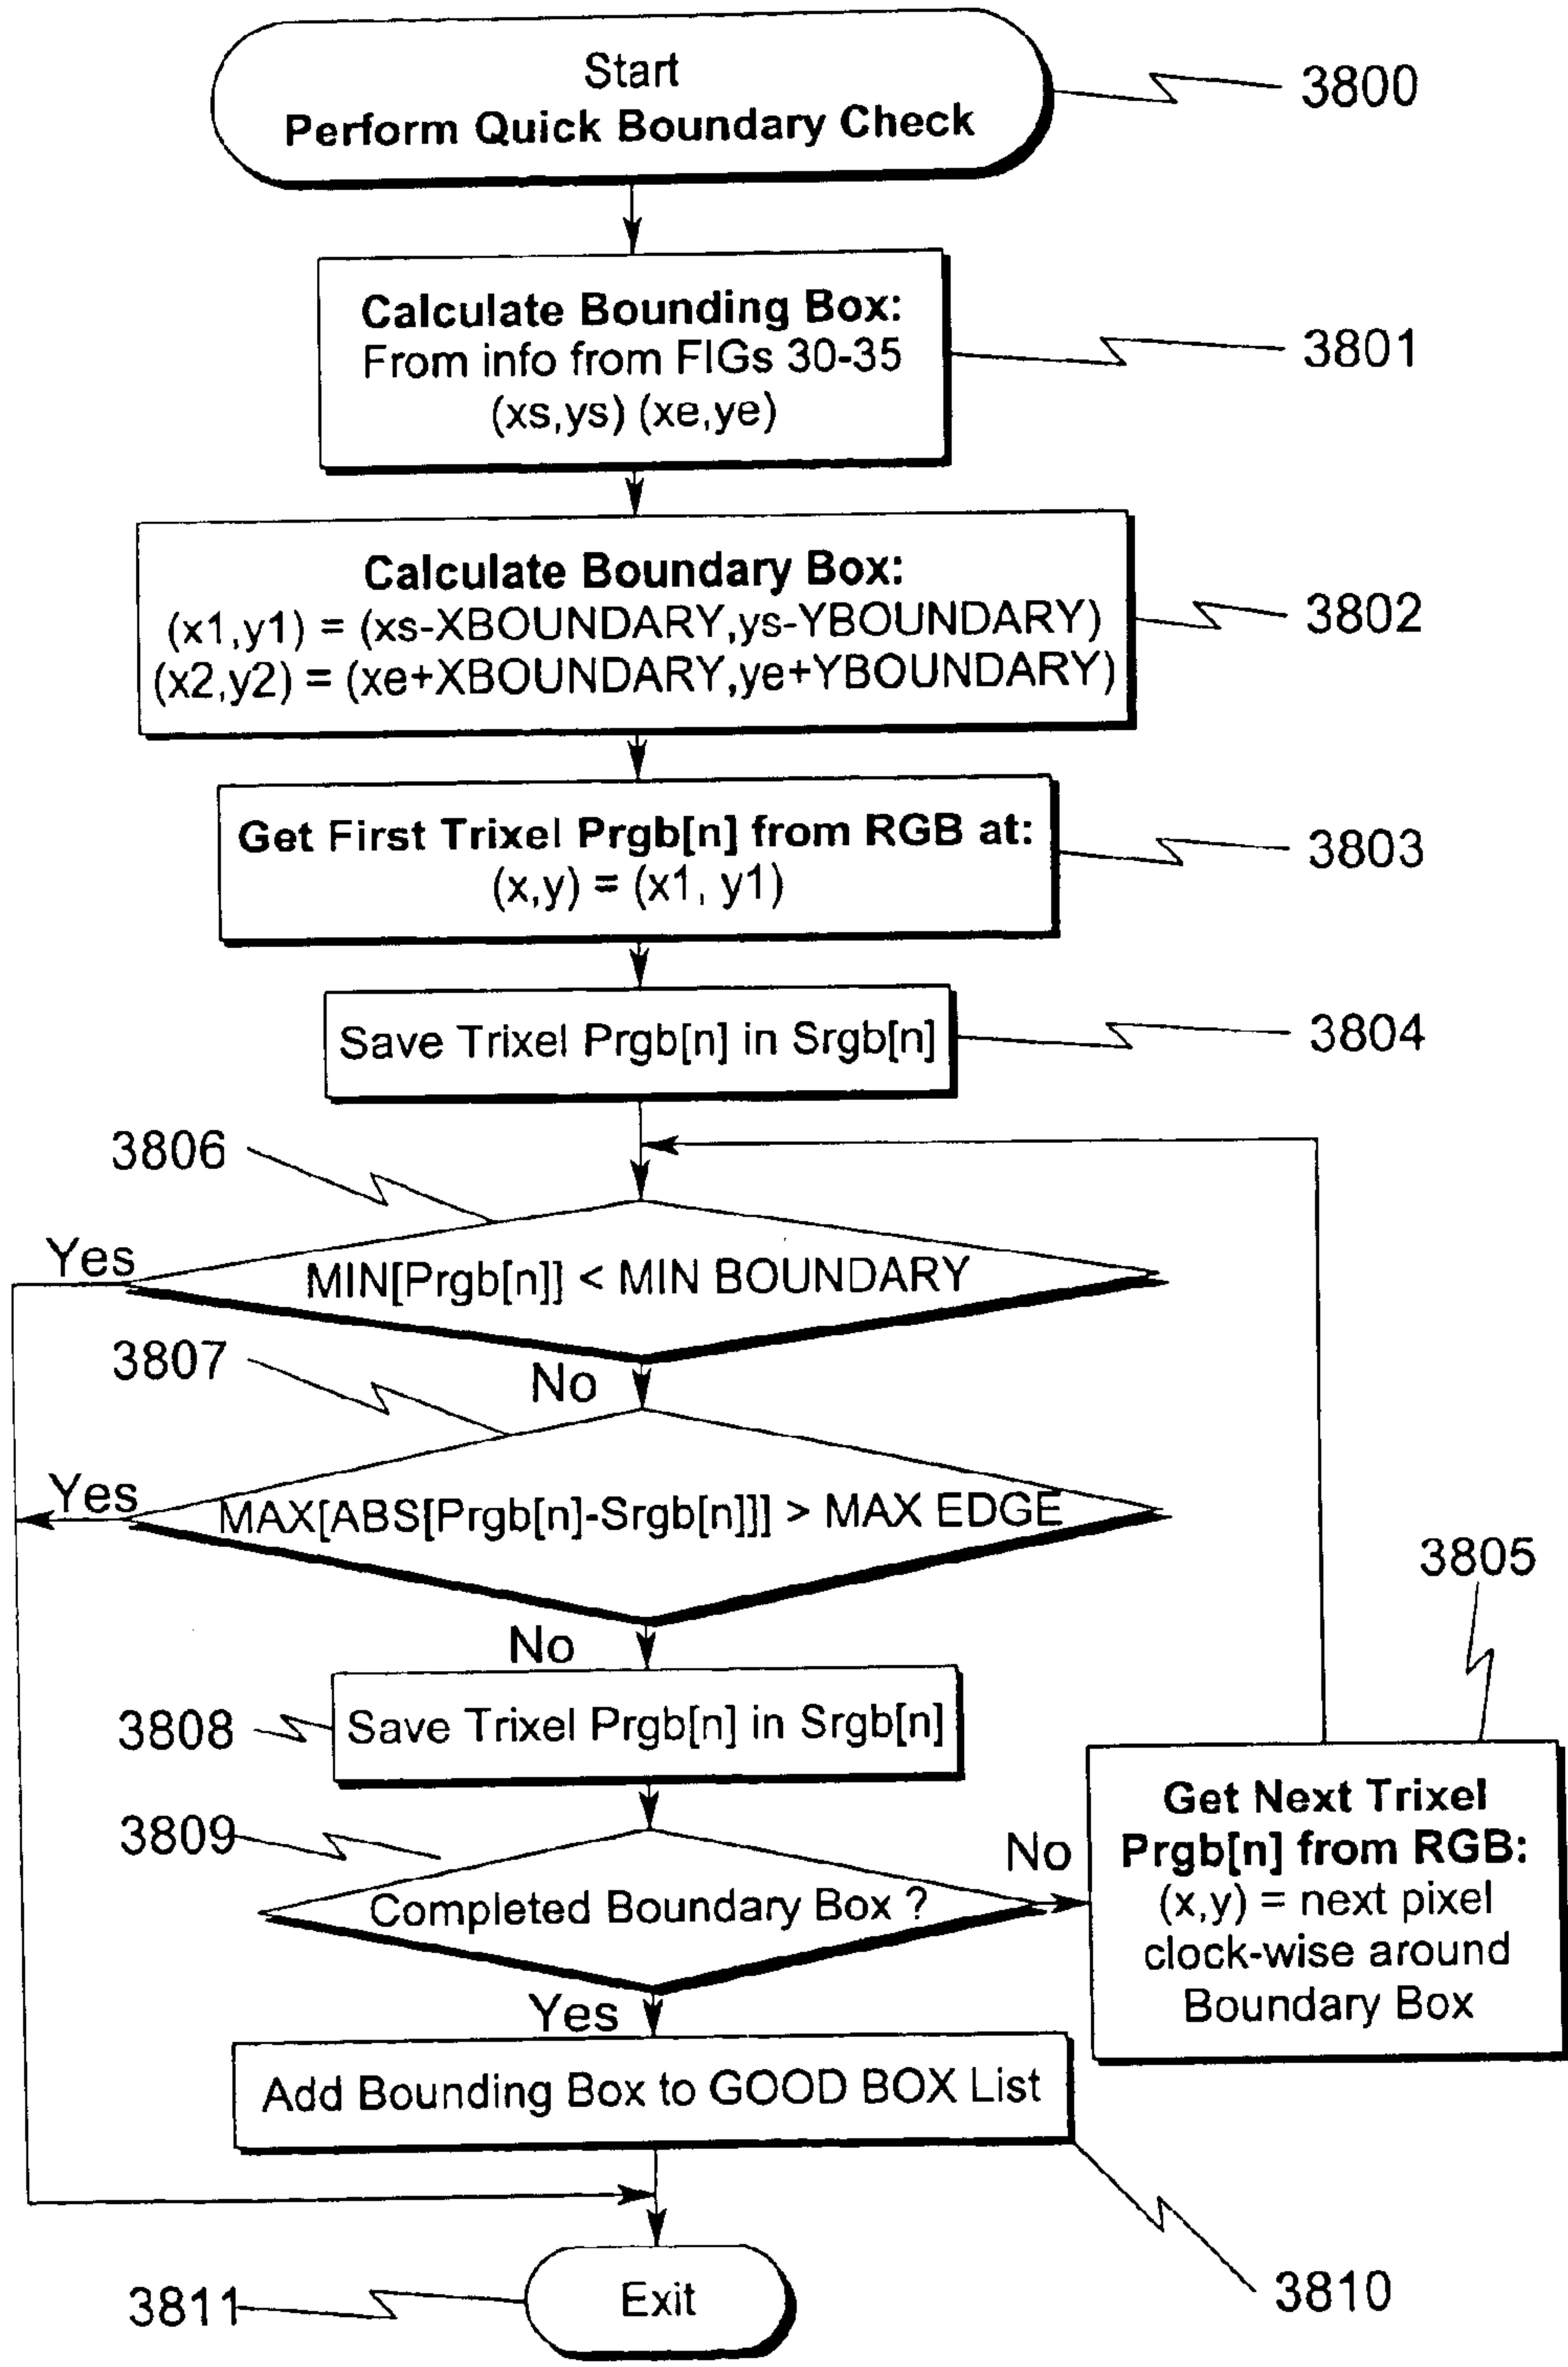 Start
Perform Quick Boundary Check
3800
Calculate Bounding Box:
From info from FIGs 30-35
(xs,ys) (xe,ye)
3801
Calculate Boundary Box:
(x1,y1) = (xs-XBOUNDARY,ys-YBOUNDARY)
(x2,y2) = (xe+XBOUNDARY,ye+YBOUNDARY)
3802
Get First Trixel Prgb[n] from RGB at:
(x,y) = (x1, y1)
3803
Save Trixel Prgb[n] in Srgb[n]
3804
3806
Yes
MIN[Prgb[n]] < MIN BOUNDARY
3807
No
Yes
MAX[ABS[Prgb[n]-Srgb[n]]] > MAX EDGE
3805
No
3808
Save Trixel Prgb[n] in Srgb[n]
Get Next Trixel
Prgb[n] from RGB:
(x,y) = next pixel
clock-wise around
Boundary Box
3809
No
Completed Boundary Box ?
Yes
Add Bounding Box to GOOD BOX List
3810
Exit
3811